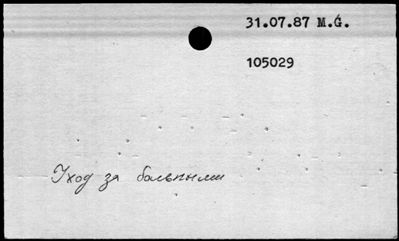 31.07.87 M.Ġ.
105029
Уход за больными